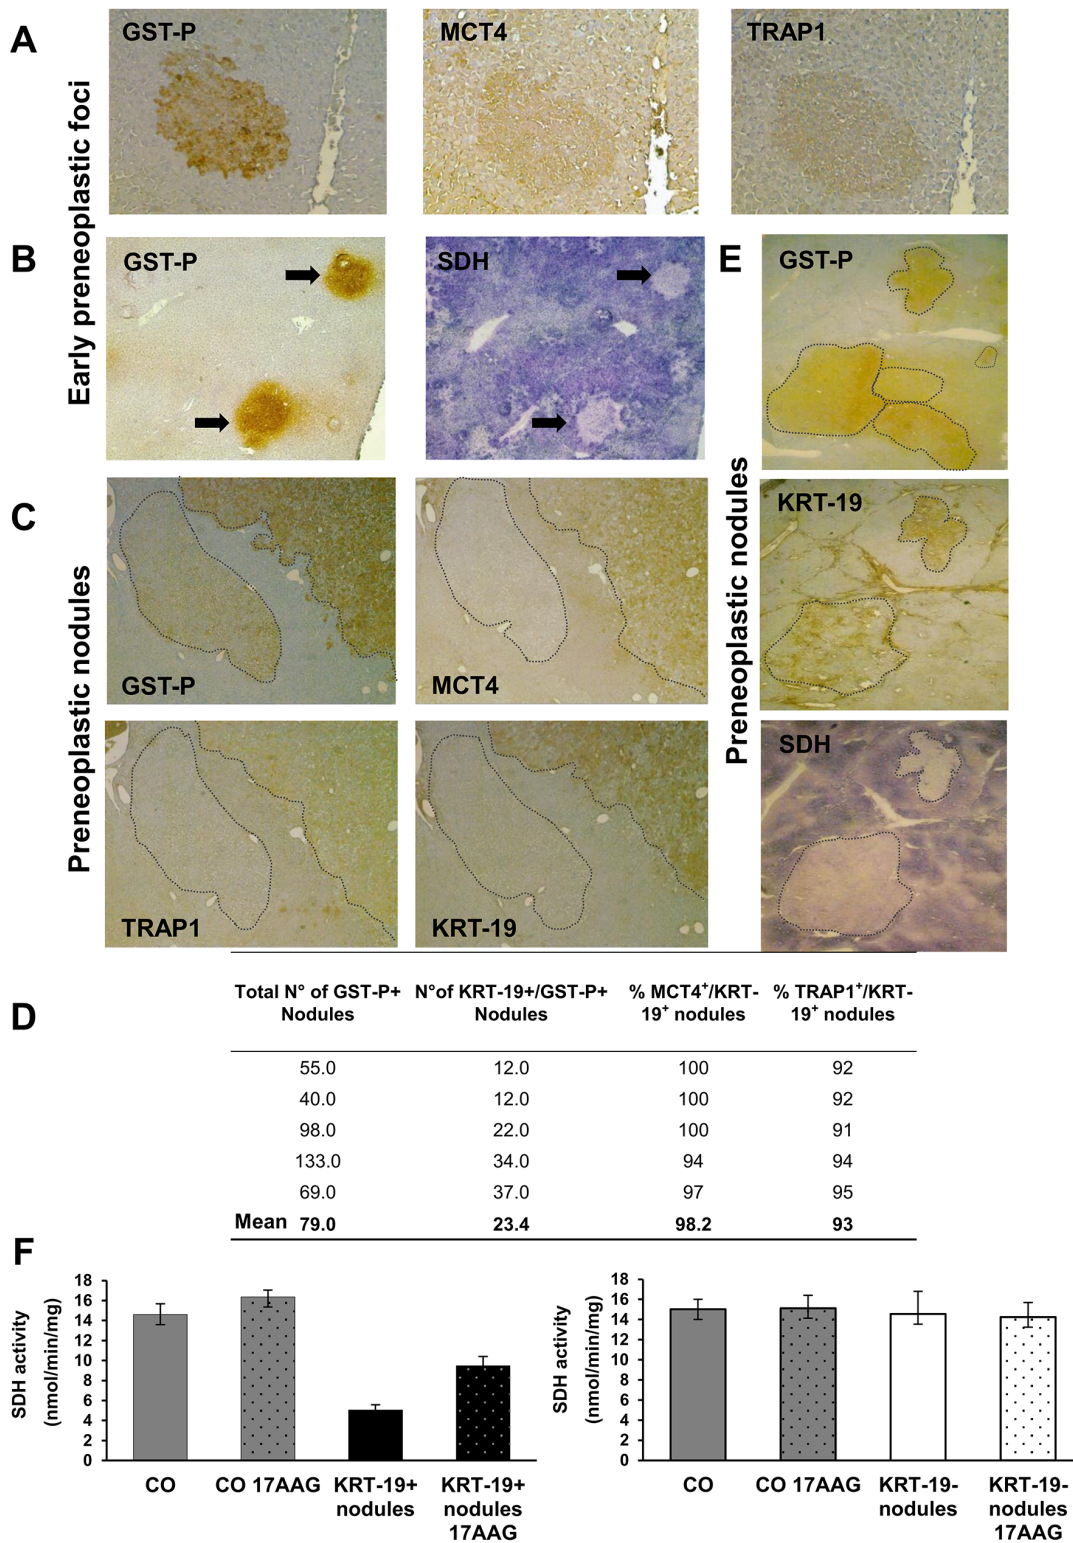 A
Early preneoplastic foci
GST-P
MCT4
TRAP1
B
GST-P
SDH
E
Preneoplastic nodules
GST-P
KRT-19
SDH
C
Preneoplastic nodules
GST-P
MCT4
TRAP1
KRT-19
D
Total N° of GST-P+ N°of KRT-19+/GST-P+ % MCT4+/KRT- % TRAP1+/KRT-
Nodules Nodules 19+ nodules 19+ nodules
55.0 12.0 100 92
40.0 12.0 100 92
98.0 22.0 100 91
133.0 34.0 94 94
69.0 37.0 97 95
Mean 79.0 23.4 98.2 93
F
SDH activity
(nmol/min/mg)
18
16
14
12
10
8
6
4
2
0
CO CO 17AAG KRT-19+ KRT-19+
nodules nodules
17AAG
SDH activity
(nmol/min/mg)
18
16
14
12
10
8
6
4
2
0
CO CO 17AAG KRT-19- KRT-19-
nodules nodules
17AAG